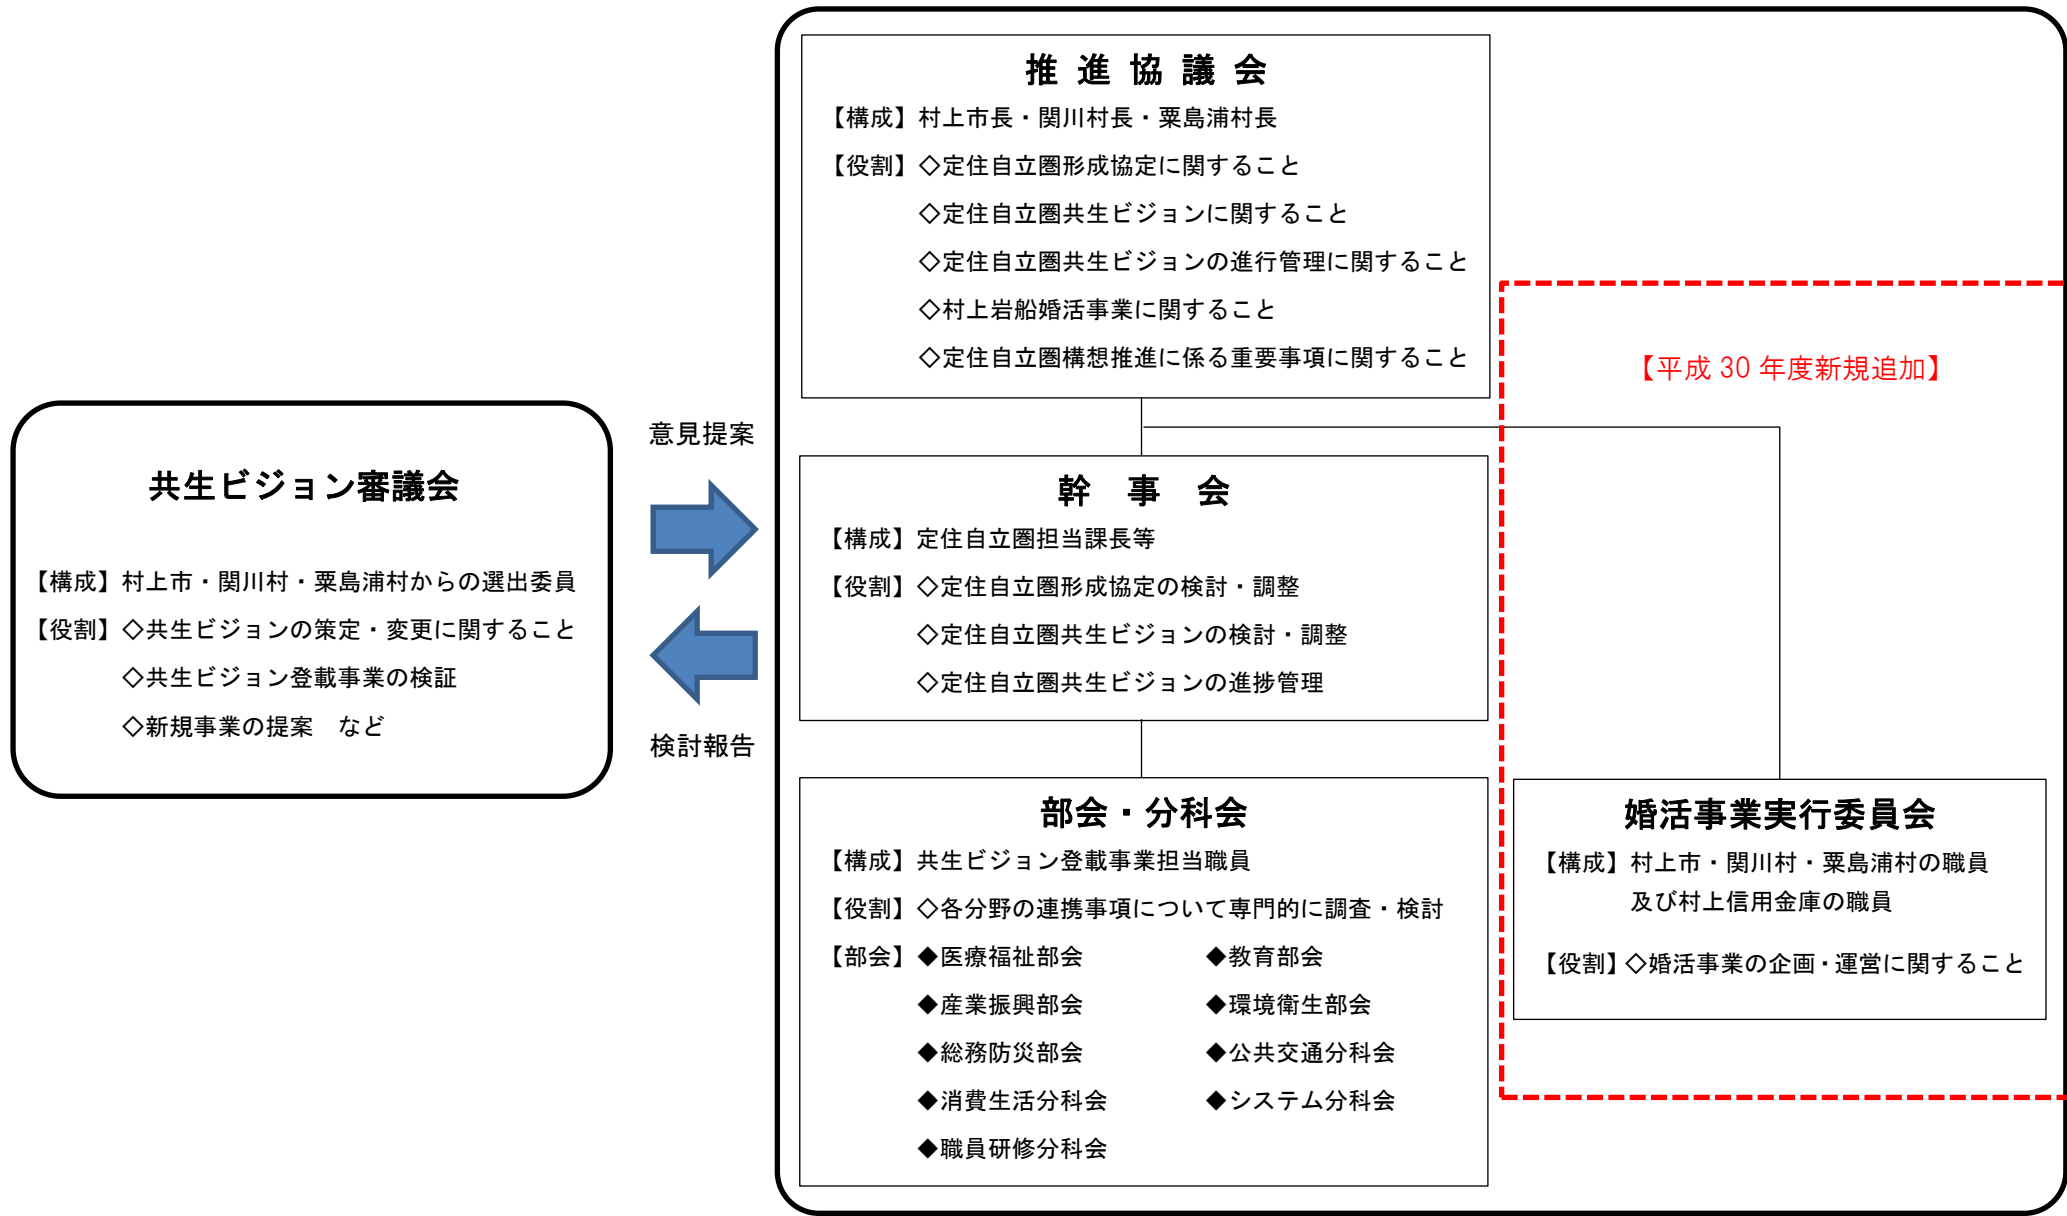 推進協議会
【構成】村上市長・関川村長・粟島浦村長
【役割】◇定住自立圏形成協定に関すること
◇定住自立圏共生ビジョンに関すること
◇定住自立圏共生ビジョンの進行管理に関すること
◇村上岩船婚活事業に関すること
◇定住自立圏構想推進に係る重要事項に関すること
【平成30年度新規追加】
共生ビジョン審議会
【構成】村上市・関川村・粟島浦村からの選出委員
【役割】◇共生ビジョンの策定・変更に関すること
◇共生ビジョン登載事業の検証
◇新規事業の提案　など
意見提案
検討報告
幹　事　会
【構成】定住自立圏担当課長等
【役割】◇定住自立圏形成協定の検討・調整
◇定住自立圏共生ビジョンの検討・調整
◇定住自立圏共生ビジョンの進捗管理
部会・分科会
【構成】共生ビジョン登載事業担当職員
【役割】◇各分野の連携事項について専門的に調査・検討
【部会】◆医療福祉部会　◆教育部会
◆産業振興部会　◆環境衛生部会
◆総務防災部会　◆公共交通分科会
◆消費生活分科会　◆システム分科会
◆職員研修分科会
婚活事業実行委員会
【構成】村上市・関川村・粟島浦村の職員
及び村上信用金庫の職員
【役割】◇婚活事業の企画・運営に関すること